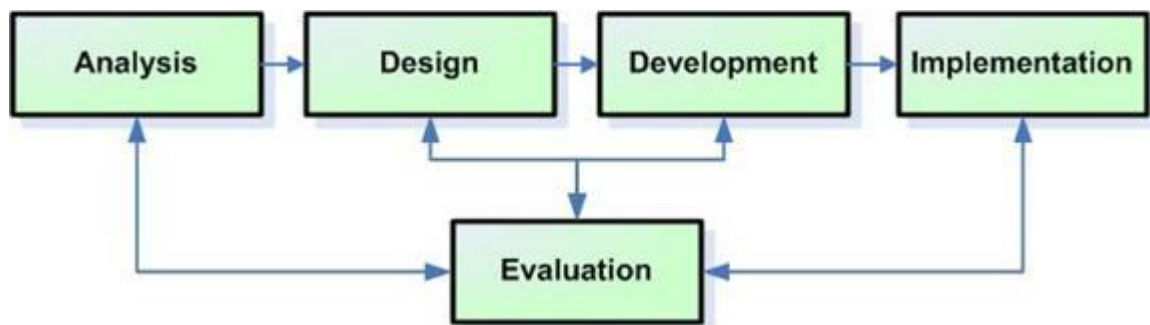 Analysis
Design
Development
Implementation
Evaluation